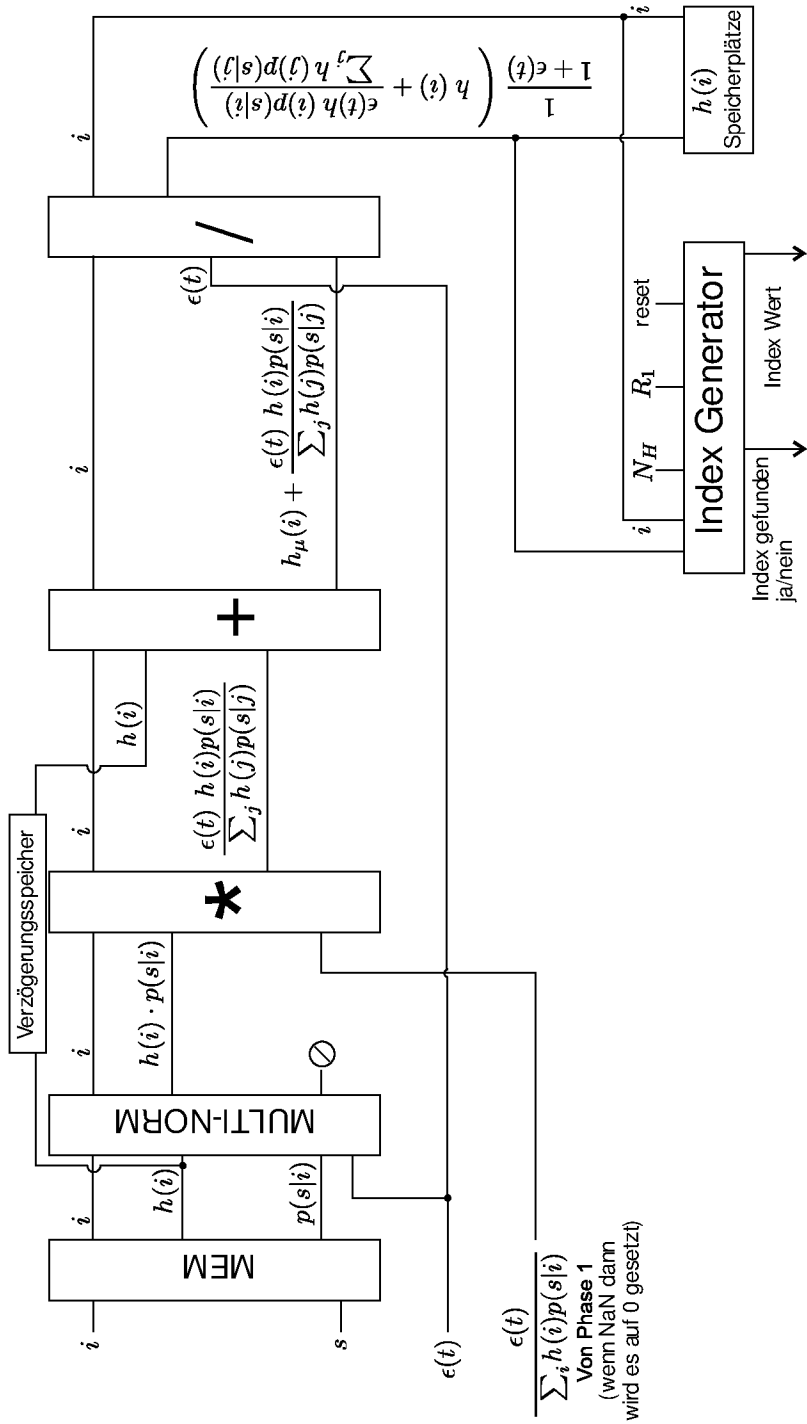 i
s
ϵ(t)
ϵ(t) / ∑_i h(i)p(s|i)
Von Phase 1
(wenn NaN dann
wird es auf 0 gesetzt)
MEM
i
h(i)
p(s|i)
MULTI-NORM
Verzögerungsspeicher
i
h(i) · p(s|i)
*
i
h(i)
ϵ(t) h(i)p(s|i) / ∑_j h(j)p(s|j)
+
i
h_μ(i) + ϵ(t) h(i)p(s|i) / ∑_j h(j)p(s|j)
ϵ(t)
/
i
1 / 1 + ϵ(t) ( h(i) + ϵ(t)h(i)p(s|i) / ∑_j h(j)p(s|j) )
i
h(i)
Speicherplätze
i
N_H
R_1
reset
Index Generator
Index gefunden
ja/nein
Index Wert